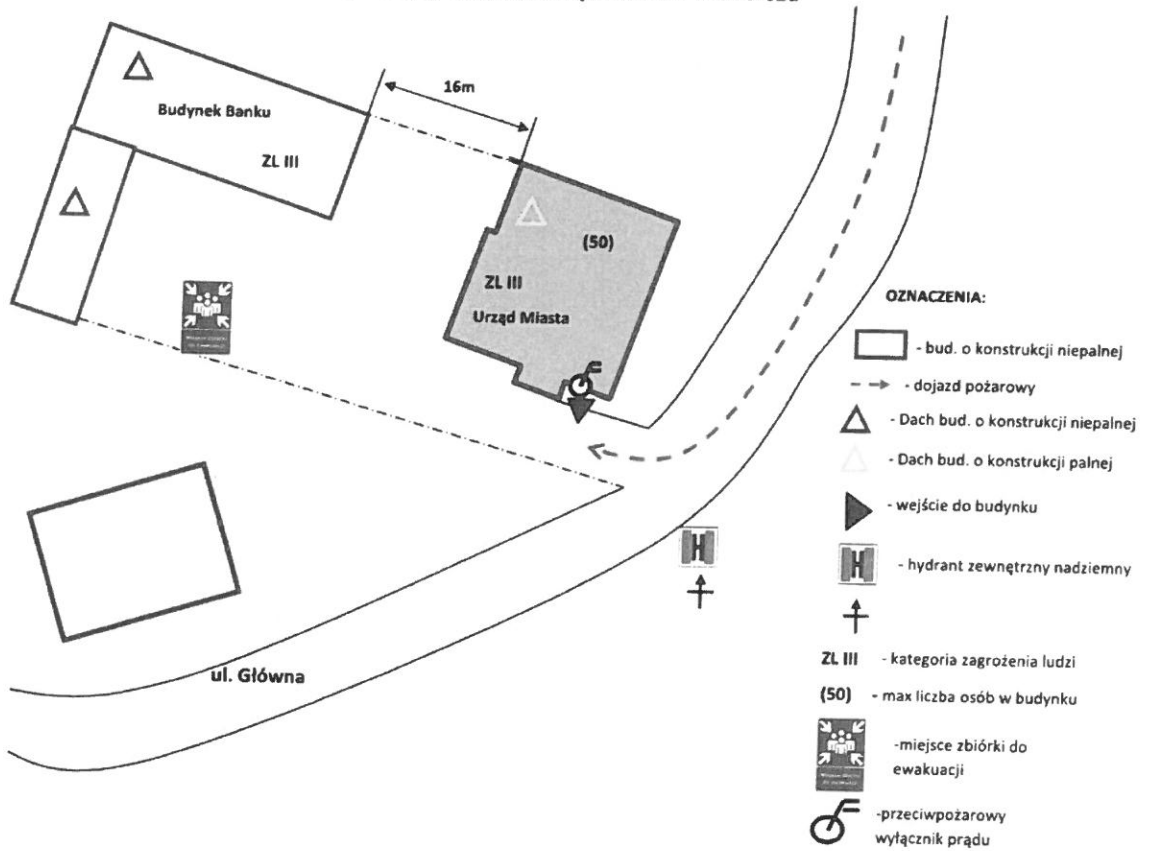 16m
Budynek Banku
ZL III
(50)
ZL III
Urząd Miasta
OZNACZENIA:
- bud. o konstrukcji niepalnej
- dojazd pożarowy
- Dach bud. o konstrukcji niepalnej
- Dach bud. o konstrukcji palnej
- wejście do budynku
H
H
- hydrant zewnętrzny nadziemny
ul. Główna
ZL III - kategoria zagrożenia ludzi
(50) - max liczba osób w budynku
-miejsce zbiórki do
ewakuacji
-przeciwpożarowy
wyłącznik prądu